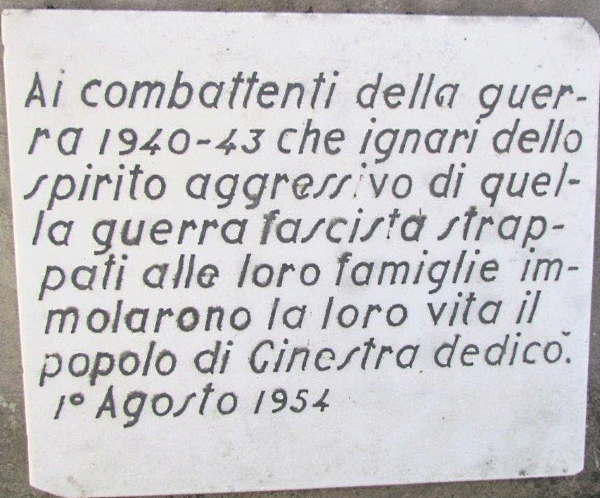 Ai combattenti della guer-
ra 1940-43 che ignari dello
spirito aggressivo di quel-
la guerra fascista strap-
pati alle loro famiglie im-
molarono la loro vita il
popolo di Ginestra dedicò.
1° Agosto 1954